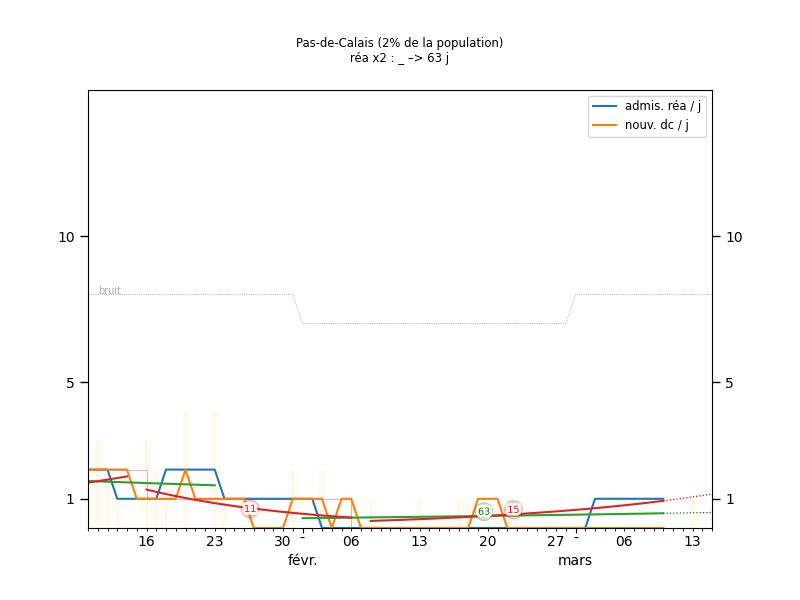 Pas-de-Calais (2% de la population)
réa x2 : _ –> 63 j
admis. réa / j
nouv. dc / j
10 10
bruit
5 5
1 1
11 63 15
16 23 30 - 06 13 20 27 - 06 13
févr. mars